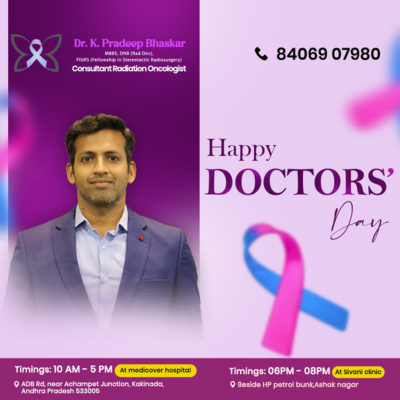 Dr. K. Pradeep Bhaskar
MBBS, DNB (Rad Onc),
FIGRS (Fellowship in Stereotactic Radiosurgery)
Consultant Radiation Oncologist
84069 07980
Happy
DOCTORS'
Day
Timings: 10 AM - 5 PM At medicover hospital
ADB Rd, near Achampet Junction, Kakinada,
Andhra Pradesh 533005
Timings: 06PM - 08PM At Sivani clinic
Beside HP petrol bunk,Ashok nagar